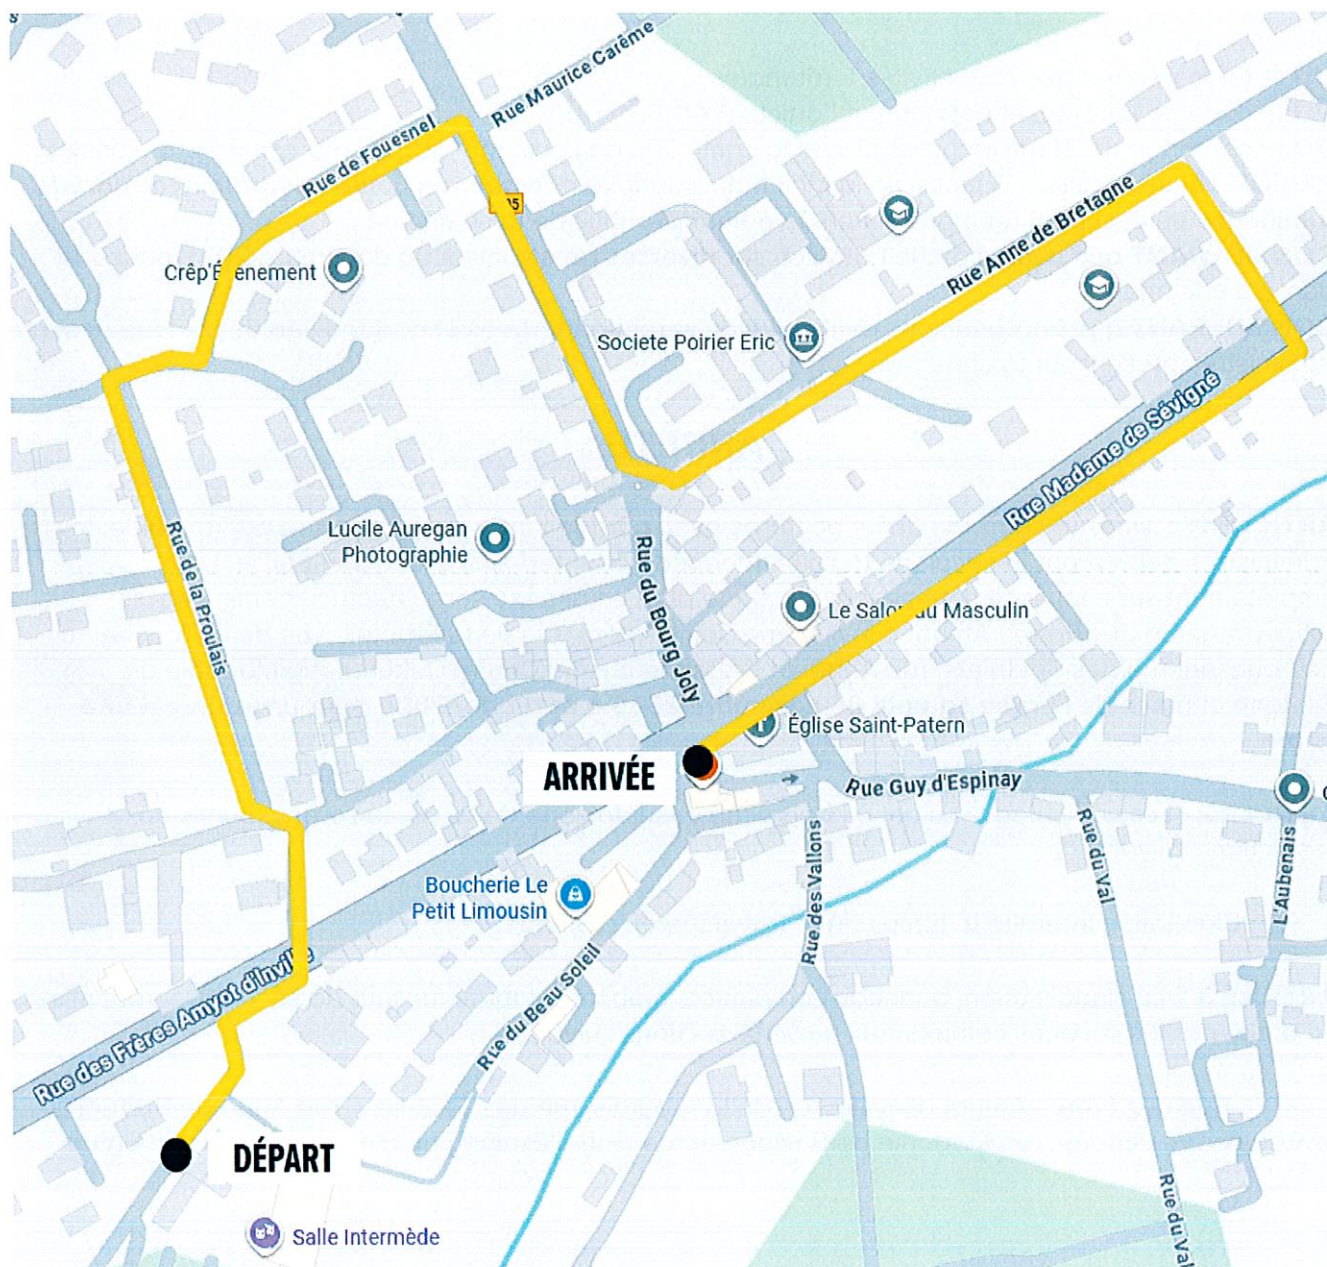 Rue Maurice Carême
Rue de Fouesnel
Rue Anne de Bretagne
Crêp'Évenement
Societe Poirier Eric
Rue Madame de Sévigné
Rue de la Proulais
Lucile Auregan
Photographie
Rue du Bourg Joly
Le Salon du Masculin
Église Saint-Patern
ARRIVÉE
Rue Guy d'Espinay
Rue des Vallons
Rue du Val
L'Aubenais
Boucherie Le
Petit Limousin
Rue des Frères Amyot d'Inville
R Le du Beau Soleil
DÉPART
Salle Intermède
Rue du Val